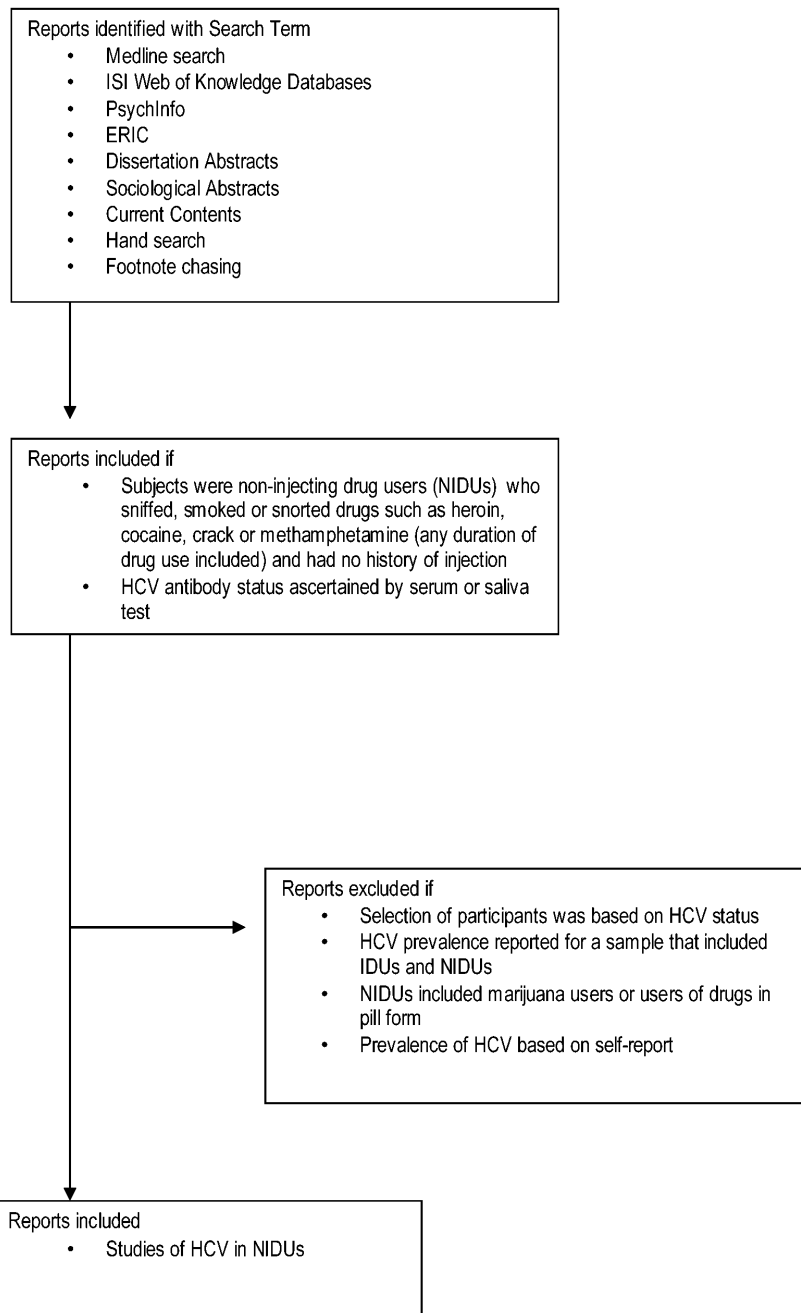 Reports identified with Search Term
• Medline search
• ISI Web of Knowledge Databases
• PsychInfo
• ERIC
• Dissertation Abstracts
• Sociological Abstracts
• Current Contents
• Hand search
• Footnote chasing
Reports included if
• Subjects were non-injecting drug users (NIDUs) who
sniffed, smoked or snorted drugs such as heroin,
cocaine, crack or methamphetamine (any duration of
drug use included) and had no history of injection
• HCV antibody status ascertained by serum or saliva
test
Reports excluded if
• Selection of participants was based on HCV status
• HCV prevalence reported for a sample that included
IDUs and NIDUs
• NIDUs included marijuana users or users of drugs in
pill form
• Prevalence of HCV based on self-report
Reports included
• Studies of HCV in NIDUs